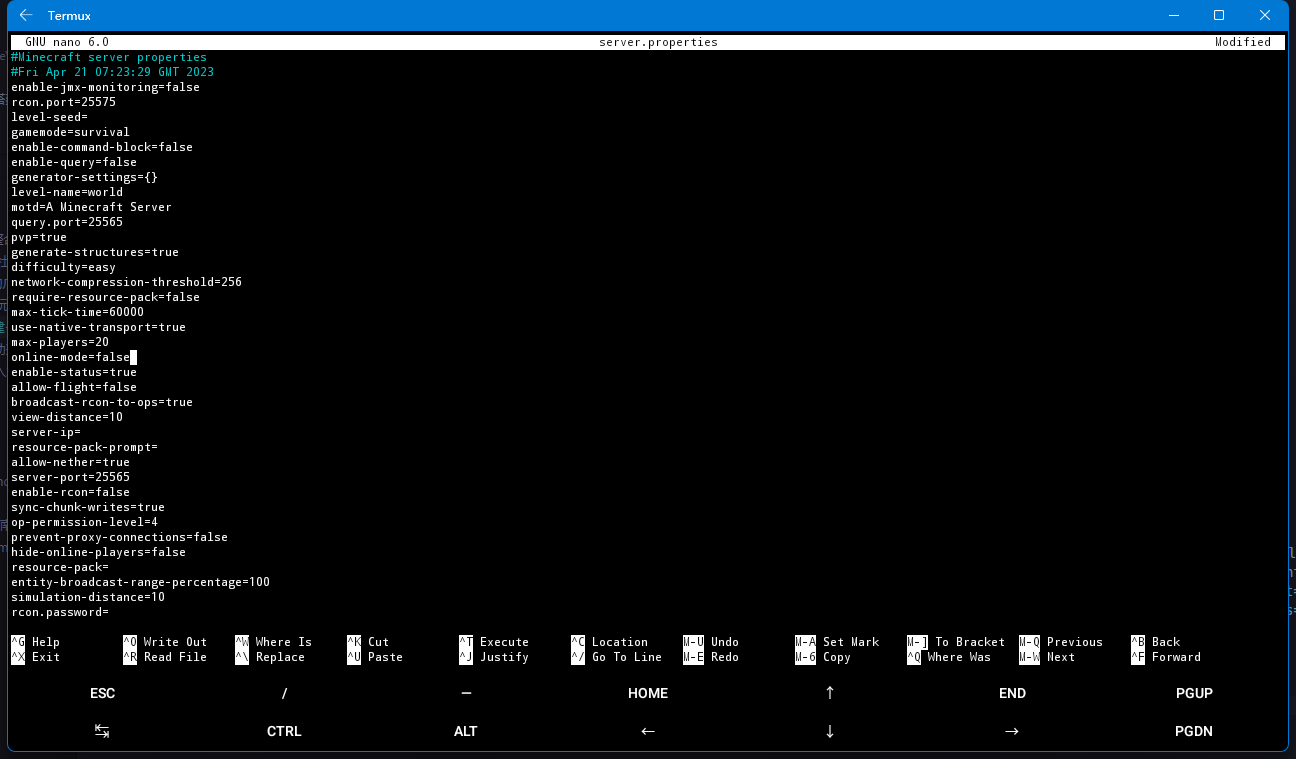 Termux
GNU nano 6.0 server.properties Modified
#Minecraft server properties
#Fri Apr 21 07:23:29 GMT 2023
enable-jmx-monitoring=false
rcon.port=25575
level-seed=
gamemode=survival
enable-command-block=false
enable-query=false
generator-settings={}
level-name=world
motd=A Minecraft Server
query.port=25565
pvp=true
generate-structures=true
difficulty=easy
network-compression-threshold=256
require-resource-pack=false
max-tick-time=60000
use-native-transport=true
max-players=20
online-mode=false
enable-status=true
allow-flight=false
broadcast-rcon-to-ops=true
view-distance=10
server-ip=
resource-pack-prompt=
allow-nether=true
server-port=25565
enable-rcon=false
sync-chunk-writes=true
op-permission-level=4
prevent-proxy-connections=false
hide-online-players=false
resource-pack=
entity-broadcast-range-percentage=100
simulation-distance=10
rcon.password=
^G Help ^O Write Out ^W Where Is ^K Cut ^T Execute ^C Location M-U Undo M-A Set Mark M-] To Bracket M-Q Previous ^B Back
^X Exit ^R Read File ^\ Replace ^U Paste ^J Justify ^/ Go To Line M-E Redo M-6 Copy ^Q Where Was M-W Next ^F Forward
ESC / – HOME ↑ END PGUP
↹ CTRL ALT ← ↓ → PGDN